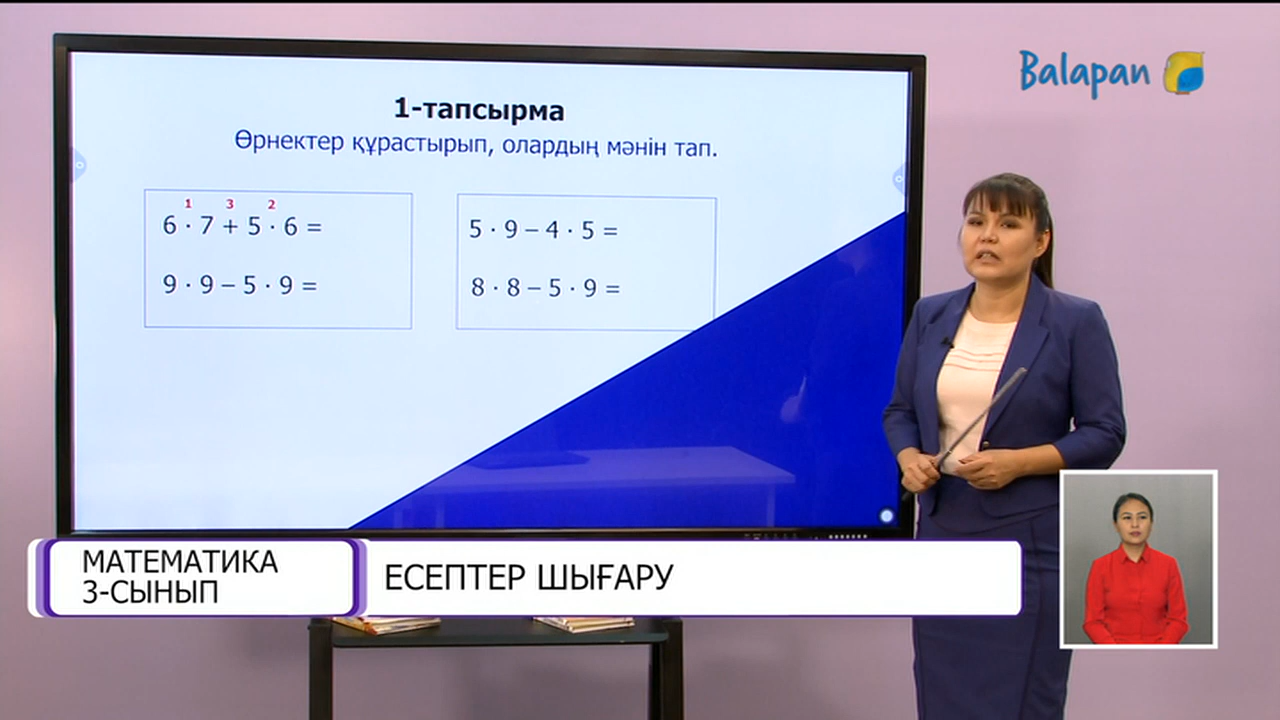 Balapan
1-тапсырма
Өрнектер құрастырып, олардың мәнін тап.
1 3 2
6 · 7 + 5 · 6 =
9 · 9 – 5 · 9 =
5 · 9 – 4 · 5 =
8 · 8 – 5 · 9 =
МАТЕМАТИКА
3-СЫНЫП
ЕСЕПТЕР ШЫҒАРУ